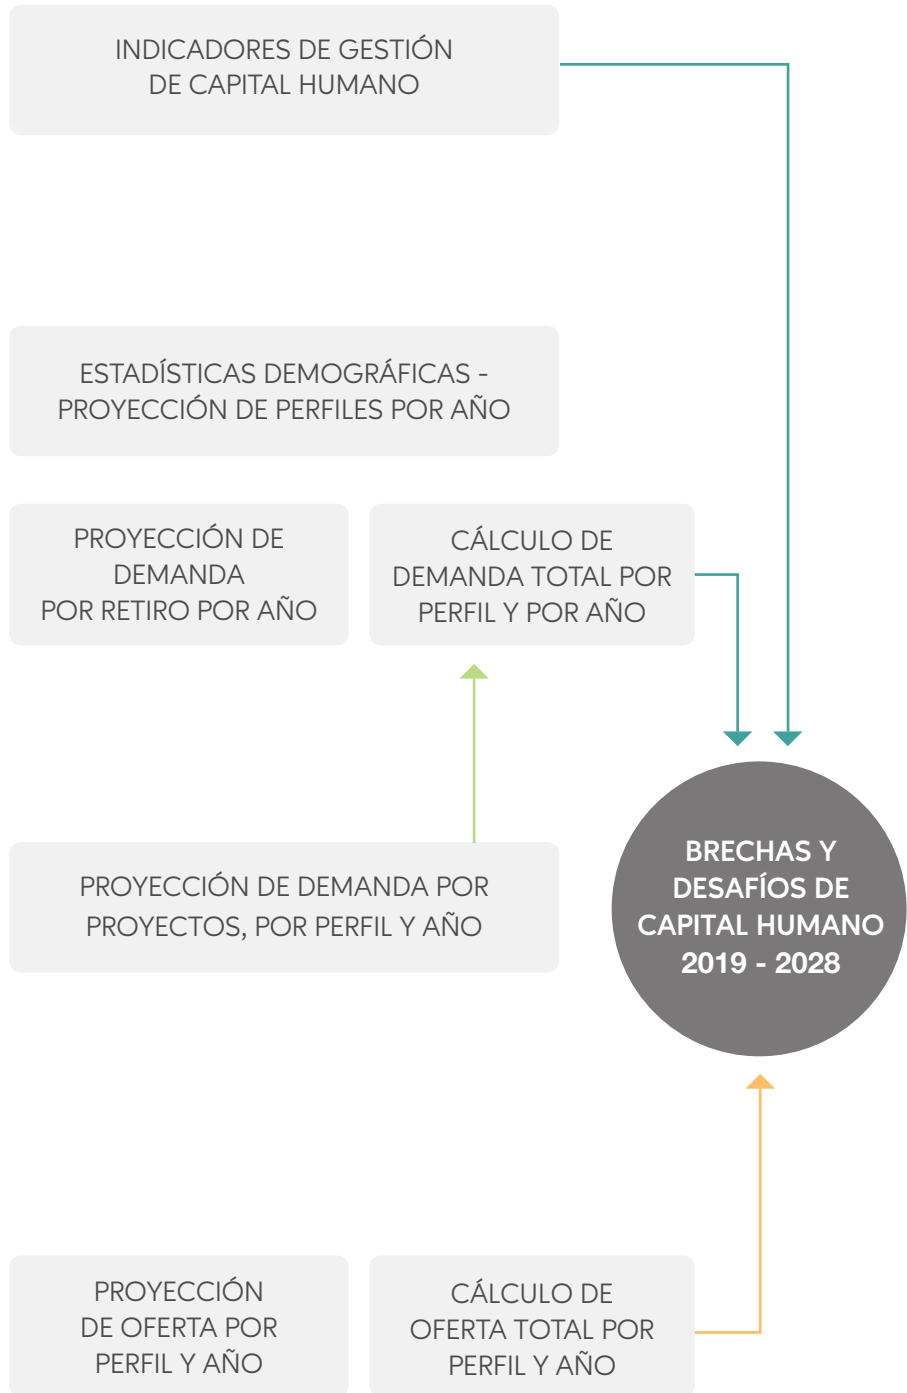 INDICADORES DE GESTIÓN
DE CAPITAL HUMANO
ESTADÍSTICAS DEMOGRÁFICAS -
PROYECCIÓN DE PERFILES POR AÑO
PROYECCIÓN DE
DEMANDA
POR RETIRO POR AÑO
CÁLCULO DE
DEMANDA TOTAL POR
PERFIL Y POR AÑO
PROYECCIÓN DE DEMANDA POR
PROYECTOS, POR PERFIL Y AÑO
BRECHAS Y
DESAFÍOS DE
CAPITAL HUMANO
2019 - 2028
PROYECCIÓN
DE OFERTA POR
PERFIL Y AÑO
CÁLCULO DE
OFERTA TOTAL POR
PERFIL Y AÑO